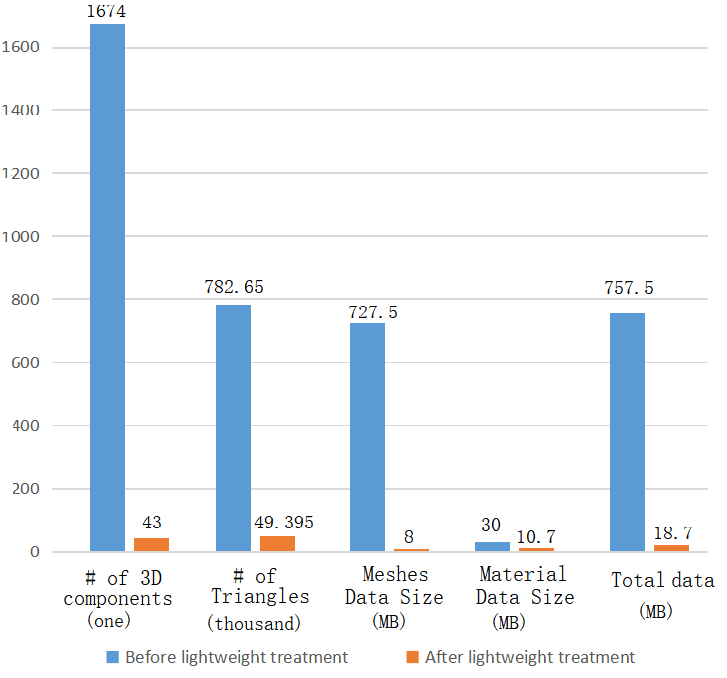 1674
1600
1400
1200
1000
800
600
400
200
0
782.65
727.5
757.5
43
49.395
8
30
10.7
18.7
# of 3D
components
(one)
# of
Triangles
(thousand)
Meshes
Data Size
(MB)
Material
Data Size
(MB)
Total data
(MB)
Before lightweight treatment
After lightweight treatment